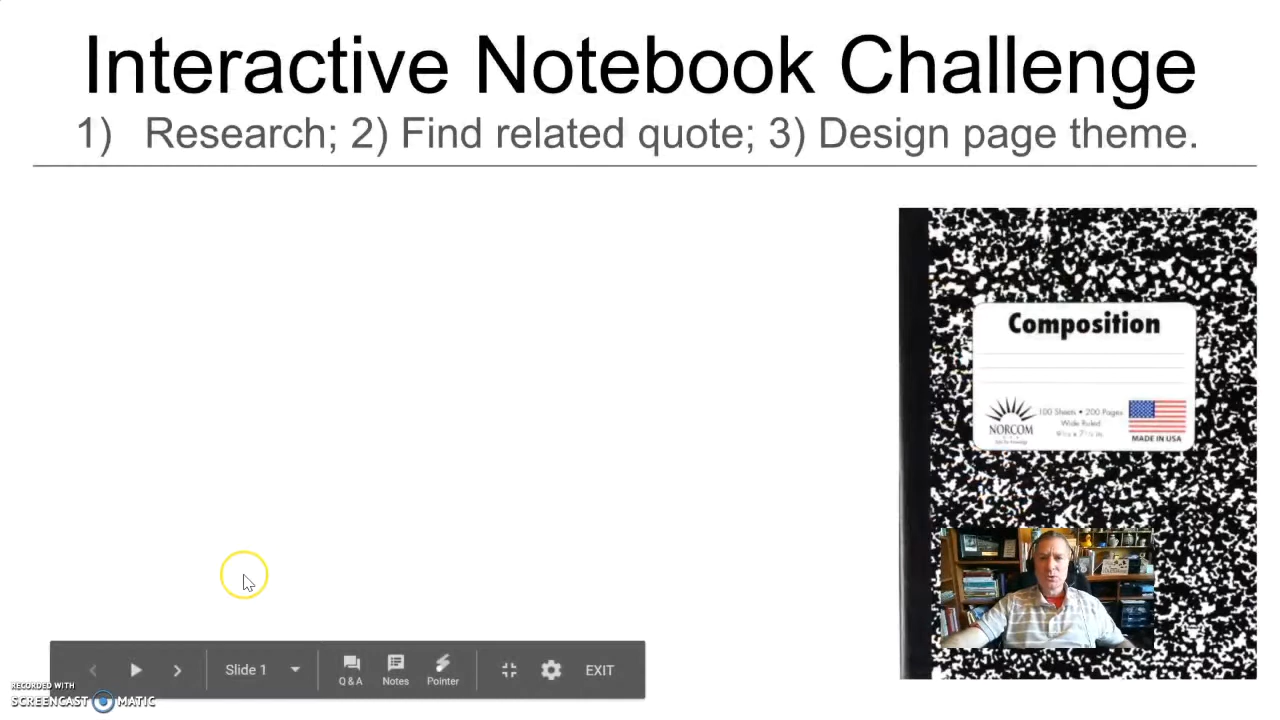 Interactive Notebook Challenge
1) Research; 2) Find related quote; 3) Design page theme.
Composition
100 Sheets • 200 Pages
Wide Ruled
NORCOM
MADE IN USA
Slide 1
Q & A
Notes
Pointer
EXIT
RECORDED WITH
SCREENCAST MATIC